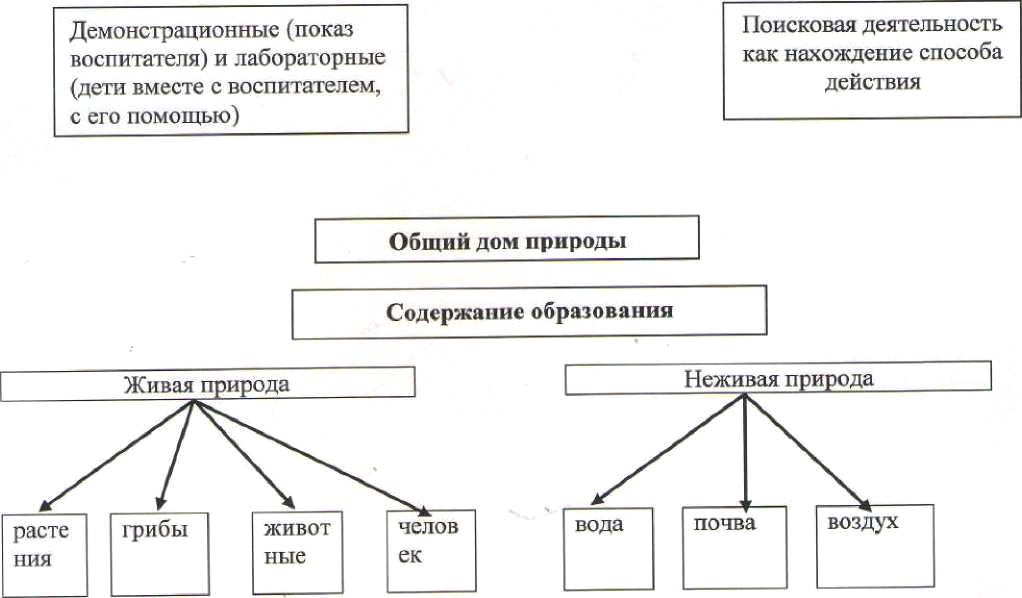 Демонстрационные (показ
воспитателя) и лабораторные
(дети вместе с воспитателем,
с его помощью)
Поисковая деятельность
как нахождение способа
действия
Общий дом природы
Содержание образования
Живая природа
Неживая природа
расте
ния
грибы
живот
ные
челов
ек
вода
почва
воздух